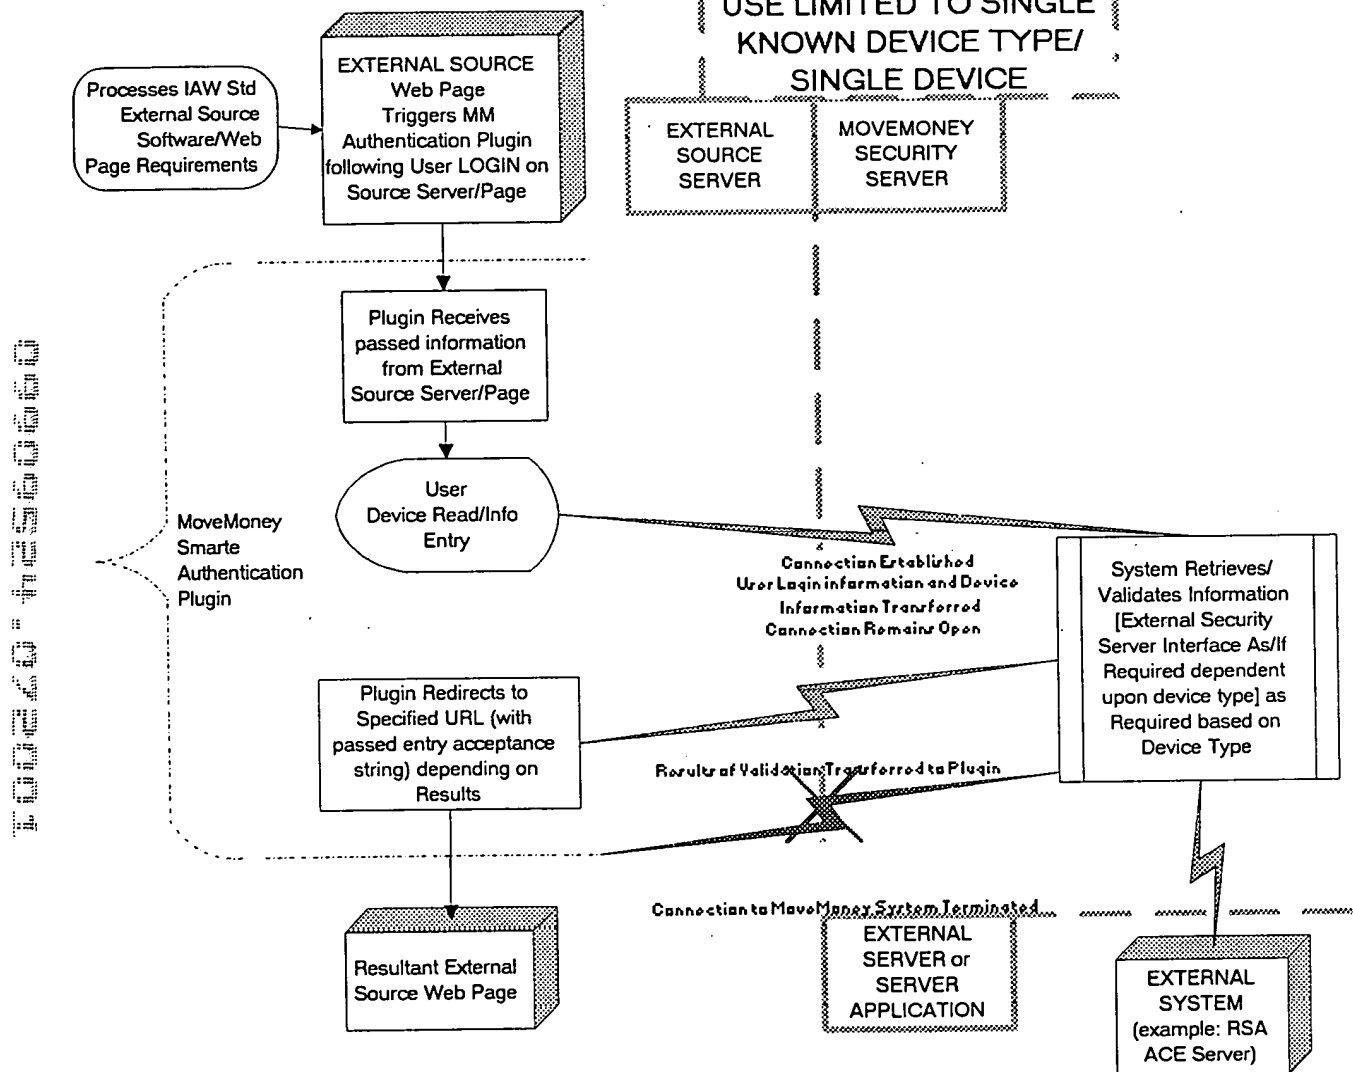 USE LIMITED TO SINGLE
KNOWN DEVICE TYPE/
SINGLE DEVICE
EXTERNAL SOURCE
Web Page
Triggers MM
Authentication Plugin
following User LOGIN on
Source Server/Page
Processes IAW Std
External Source
Software/Web
Page Requirements
EXTERNAL
SOURCE
SERVER
MOVEMONEY
SECURITY
SERVER
Plugin Receives
passed information
from External
Source Server/Page
User
Device Read/Info
Entry
MoveMoney
Smarte
Authentication
Plugin
Connection Established
User Login information and Device
Information Transferred
Connection Remains Open
System Retrieves/
Validates Information
[External Security
Server Interface As/If
Required dependent
upon device type] as
Required based on
Device Type
Plugin Redirects to
Specified URL (with
passed entry acceptance
string) depending on
Results
Results of Validation Transferred to Plugin
Connection to MoveMoney System Terminated
Resultant External
Source Web Page
EXTERNAL
SERVER or
SERVER
APPLICATION
EXTERNAL
SYSTEM
(example: RSA
ACE Server)